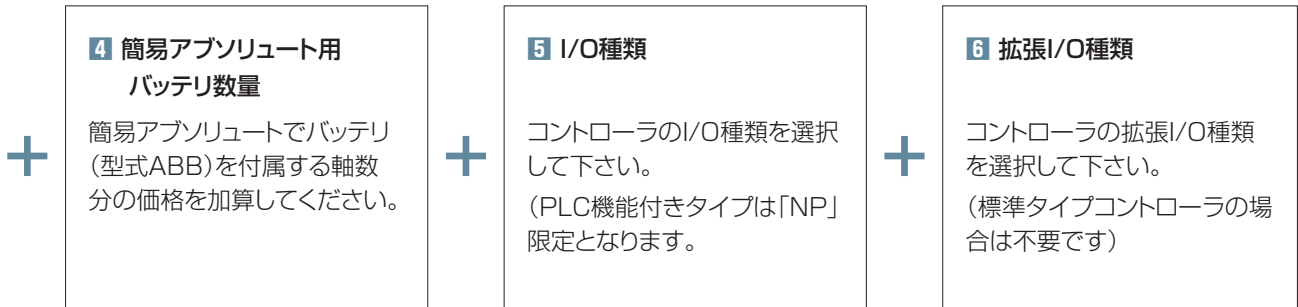 4 簡易アブソリュート用
バッテリ数量
簡易アブソリュートでバッテリ
（型式ABB）を付属する軸数
分の価格を加算してください。
5 I/O種類
コントローラのI/O種類を選択
して下さい。
（PLC機能付きタイプは「NP」
限定となります。
6 拡張I/O種類
コントローラの拡張I/O種類
を選択して下さい。
（標準タイプコントローラの場
合は不要です）